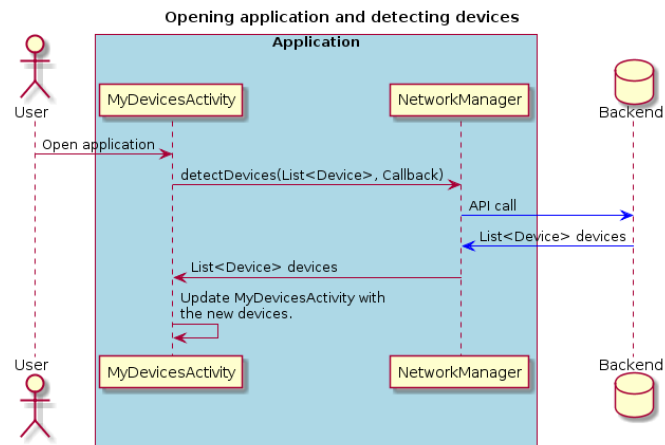 Opening application and detecting devices
Application
User
MyDevicesActivity
NetworkManager
Backend
Open application
detectDevices(List<Device>, Callback)
API call
List<Device> devices
List<Device> devices
Update MyDevicesActivity with
the new devices.
User
MyDevicesActivity
NetworkManager
Backend